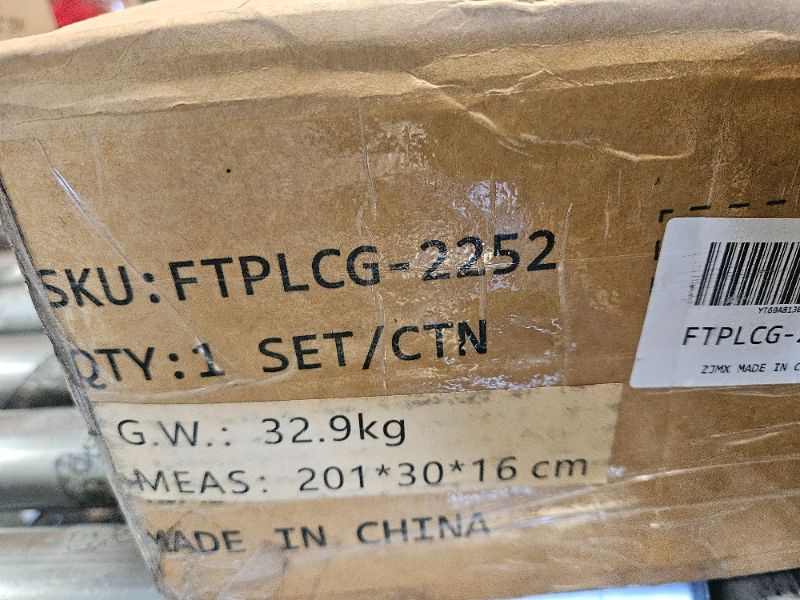 SKU:FTPLCG-2252
QTY:1 SET/CTN
G.W.: 32.9kg
MEAS: 201*30*16 cm
MADE IN CHINA
FTPLCG-
ZJMX MADE IN C